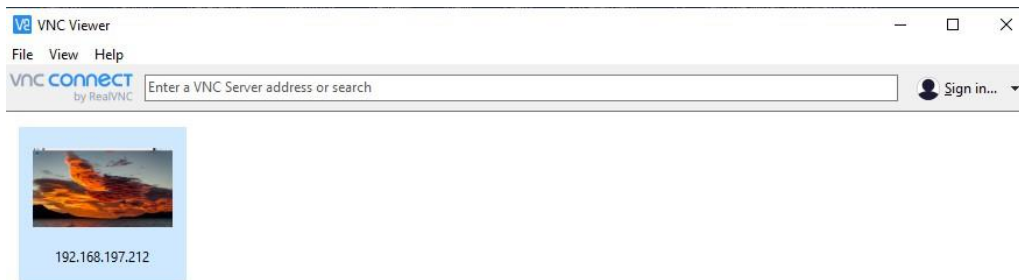 VNC Viewer
File View Help
vnc connect
by RealVNC
Enter a VNC Server address or search
Sign in...
192.168.197.212